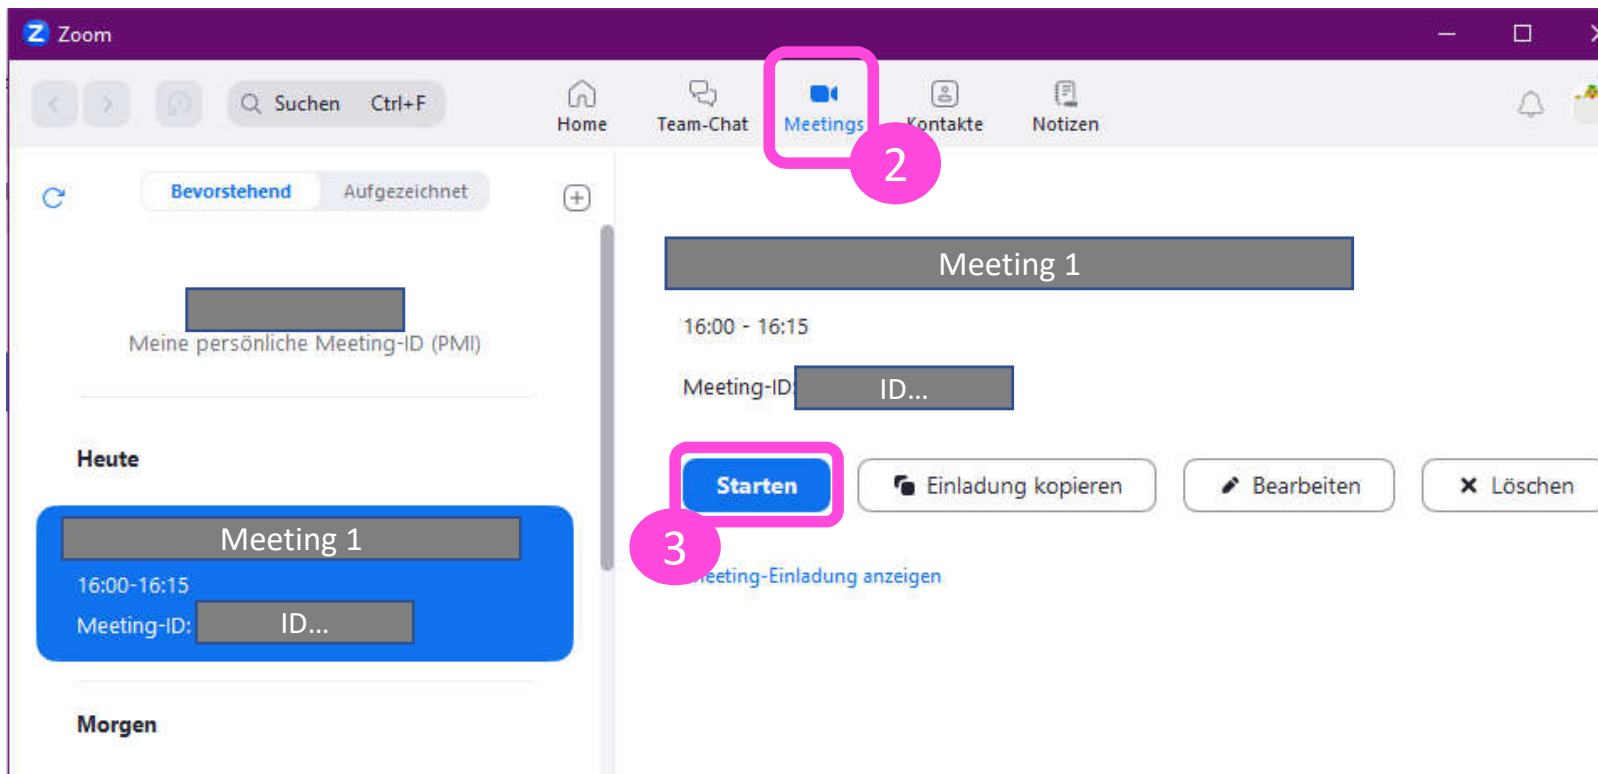 Zoom
Suchen Ctrl+F
Home
Team-Chat
Meetings
Kontakte
Notizen
2
Bevorstehend
Aufgezeichnet
Meine persönliche Meeting-ID (PMI)
Heute
Meeting 1
16:00-16:15
Meeting-ID: ID...
Morgen
Meeting 1
16:00 - 16:15
Meeting-ID: ID...
Starten
Einladung kopieren
Bearbeiten
Löschen
3
Meeting-Einladung anzeigen